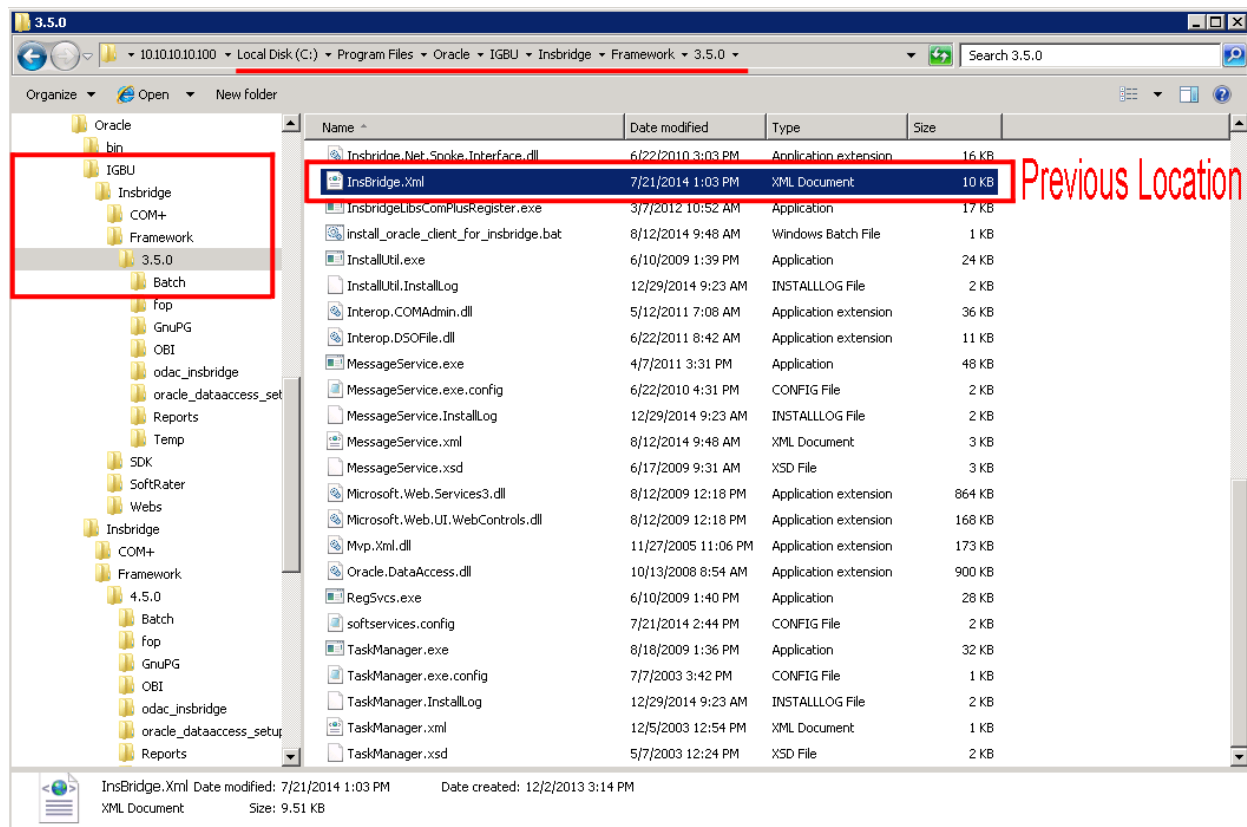 3.5.0
10.10.10.10.100 Local Disk (C:) Program Files Oracle IGBU Insbridge Framework 3.5.0
Search 3.5.0
Organize Open New folder
Oracle
bin
IGBU
Insbridge
COM+
Framework
3.5.0
Batch
fop
GnuPG
OBI
odac_insbridge
oracle_dataaccess_set
Reports
Temp
SDK
SoftRater
Webs
Insbridge
COM+
Framework
4.5.0
Batch
fop
GnuPG
OBI
odac_insbridge
oracle_dataaccess_setup
Reports
Name Date modified Type Size
Insbridge.Net.Spoke.Interface.dll 6/22/2010 3:03 PM Application extension 16 KB
InsBridge.Xml 7/21/2014 1:03 PM XML Document 10 KB
Previous Location
InsbridgeLibsComPlusRegister.exe 3/7/2012 10:52 AM Application 17 KB
install_oracle_client_for_insbridge.bat 8/12/2014 9:48 AM Windows Batch File 1 KB
InstallUtil.exe 6/10/2009 1:39 PM Application 24 KB
InstallUtil.InstallLog 12/29/2014 9:23 AM INSTALLLOG File 2 KB
Interop.COMAdmin.dll 5/12/2011 7:08 AM Application extension 36 KB
Interop.DSOFile.dll 6/22/2011 8:42 AM Application extension 11 KB
MessageService.exe 4/7/2011 3:31 PM Application 48 KB
MessageService.exe.config 6/22/2010 4:31 PM CONFIG File 2 KB
MessageService.InstallLog 12/29/2014 9:23 AM INSTALLLOG File 2 KB
MessageService.xml 8/12/2014 9:48 AM XML Document 3 KB
MessageService.xsd 6/17/2009 9:31 AM XSD File 3 KB
Microsoft.Web.Services3.dll 8/12/2009 12:18 PM Application extension 864 KB
Microsoft.Web.UI.WebControls.dll 8/12/2009 12:18 PM Application extension 168 KB
Mvp.Xml.dll 11/27/2005 11:06 PM Application extension 173 KB
Oracle.DataAccess.dll 10/13/2008 8:54 AM Application extension 900 KB
RegSvcs.exe 6/10/2009 1:40 PM Application 28 KB
softservices.config 7/21/2014 2:44 PM CONFIG File 2 KB
TaskManager.exe 8/18/2009 1:36 PM Application 32 KB
TaskManager.exe.config 7/7/2003 3:42 PM CONFIG File 1 KB
TaskManager.InstallLog 12/29/2014 9:23 AM INSTALLLOG File 2 KB
TaskManager.xml 12/5/2003 12:54 PM XML Document 1 KB
TaskManager.xsd 5/7/2003 12:24 PM XSD File 2 KB
InsBridge.Xml Date modified: 7/21/2014 1:03 PM Date created: 12/2/2013 3:14 PM
XML Document Size: 9.51 KB